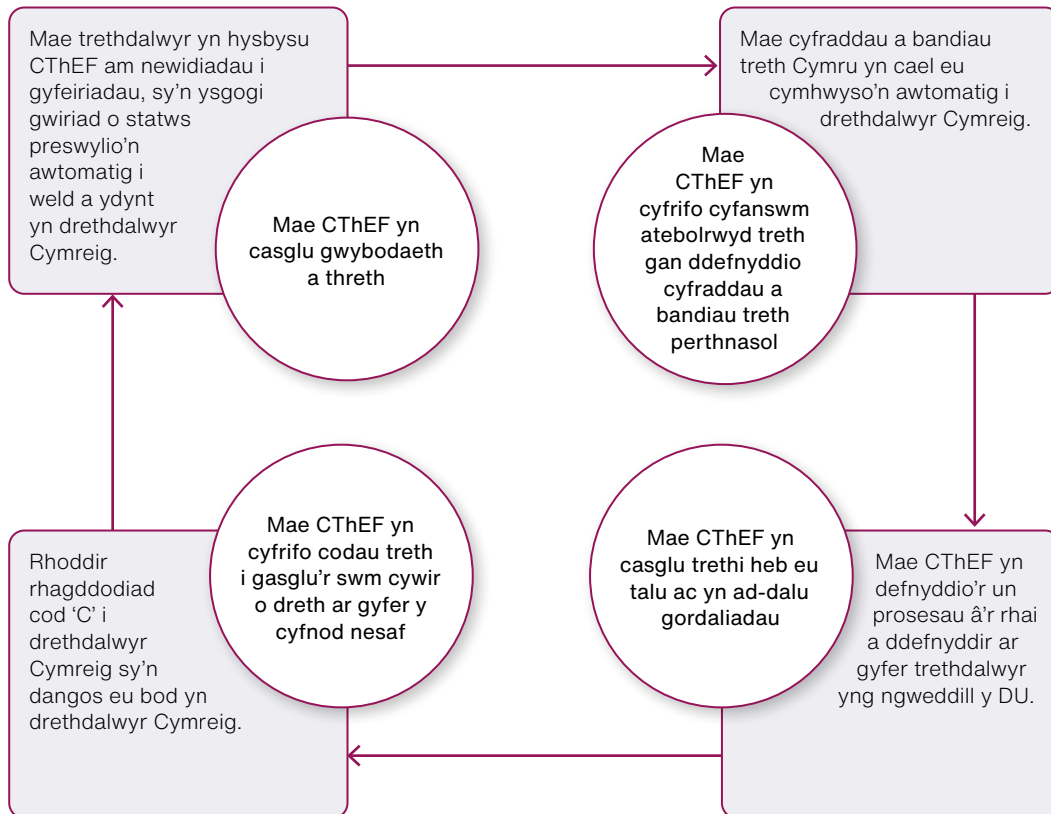 Mae trethdalwyr yn hysbysu
CThEF am newidiadau i
gyfeiriadau, sy'n ysgogi
gwiriad o statws
preswylio'n
awtomatig i
weld a ydynt
yn drethdalwyr
Cymreig.
Mae CThEF yn
casglu gwybodaeth
a threth
Mae cyfraddau a bandiau
treth Cymru yn cael eu
cymhwyso'n awtomatig i
drethdalwyr Cymreig.
Mae
CThEF yn
cyfrifo cyfanswm
atebolrwyd treth
gan ddefnyddio
cyfraddau a
bandiau treth
perthnasol
Mae CThEF yn
defnyddio'r un
prosesau â'r rhai
a ddefnyddir ar
gyfer trethdalwyr
yng ngweddill y DU.
Mae CThEF yn
casglu trethi heb eu
talu ac yn ad-dalu
gordaliadau
Rhoddir
rhagddodiad
cod ‘C’ i
drethdalwyr
Cymreig sy'n
dangos eu bod yn
drethdalwyr Cymreig.
Mae CThEF yn
cyfrifo codau treth
i gasglu'r swm cywir
o dreth ar gyfer y
cyfnod nesaf